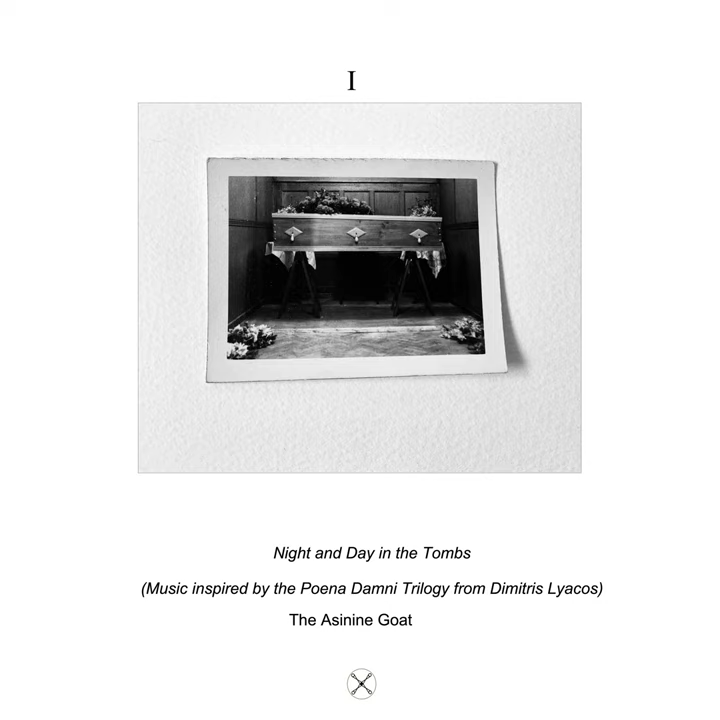 I
Night and Day in the Tombs
(Music inspired by the Poena Damni Trilogy from Dimitris Lyacos)
The Asinine Goat